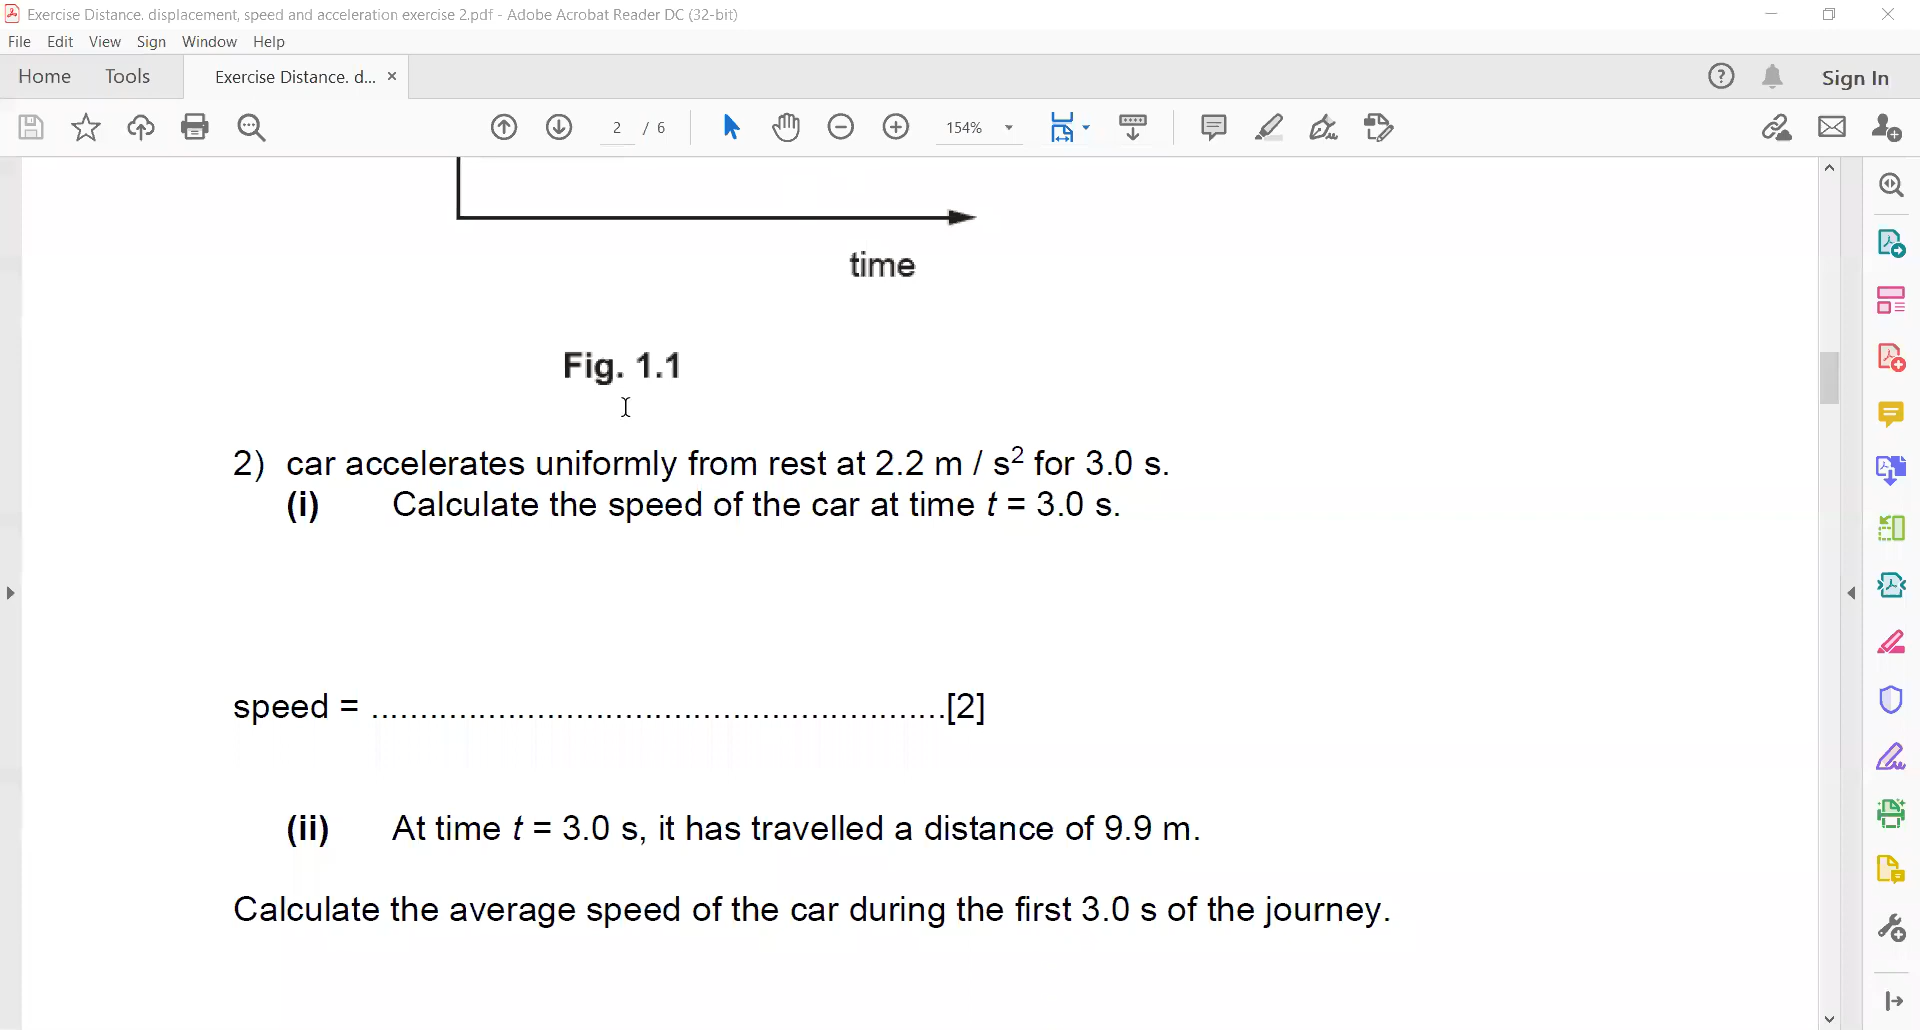 Exercise Distance. displacement, speed and acceleration exercise 2.pdf - Adobe Acrobat Reader DC (32-bit)
File Edit View Sign Window Help
Home Tools Exercise Distance. d... × Sign In
2 / 6 154%
time
Fig. 1.1
2) car accelerates uniformly from rest at 2.2 m / s² for 3.0 s.
(i) Calculate the speed of the car at time t = 3.0 s.
speed = ..........................................................[2]
(ii) At time t = 3.0 s, it has travelled a distance of 9.9 m.
Calculate the average speed of the car during the first 3.0 s of the journey.